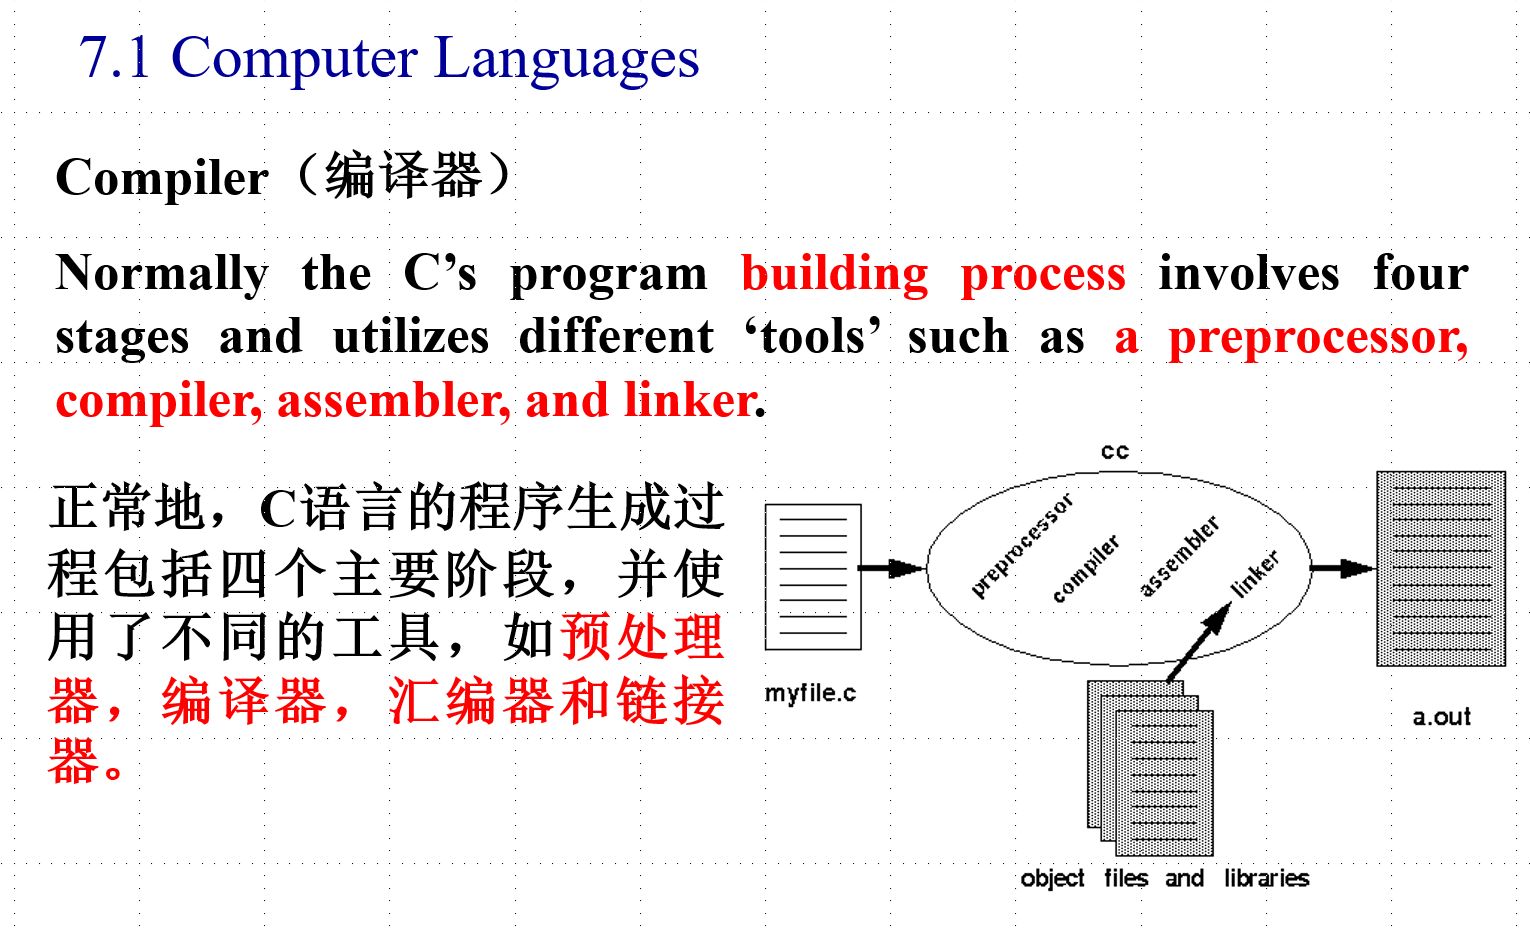 7.1 Computer Languages
Compiler（编译器）
Normally the C’s program building process involves four
stages and utilizes different ‘tools’ such as a preprocessor,
compiler, assembler, and linker.
正常地，C语言的程序生成过
程包括四个主要阶段，并使
用了不同的工具，如预处理
器，编译器，汇编器和链接
器。
cc
preprocessor
compiler
assembler
linker
myfile.c
a.out
object files and libraries